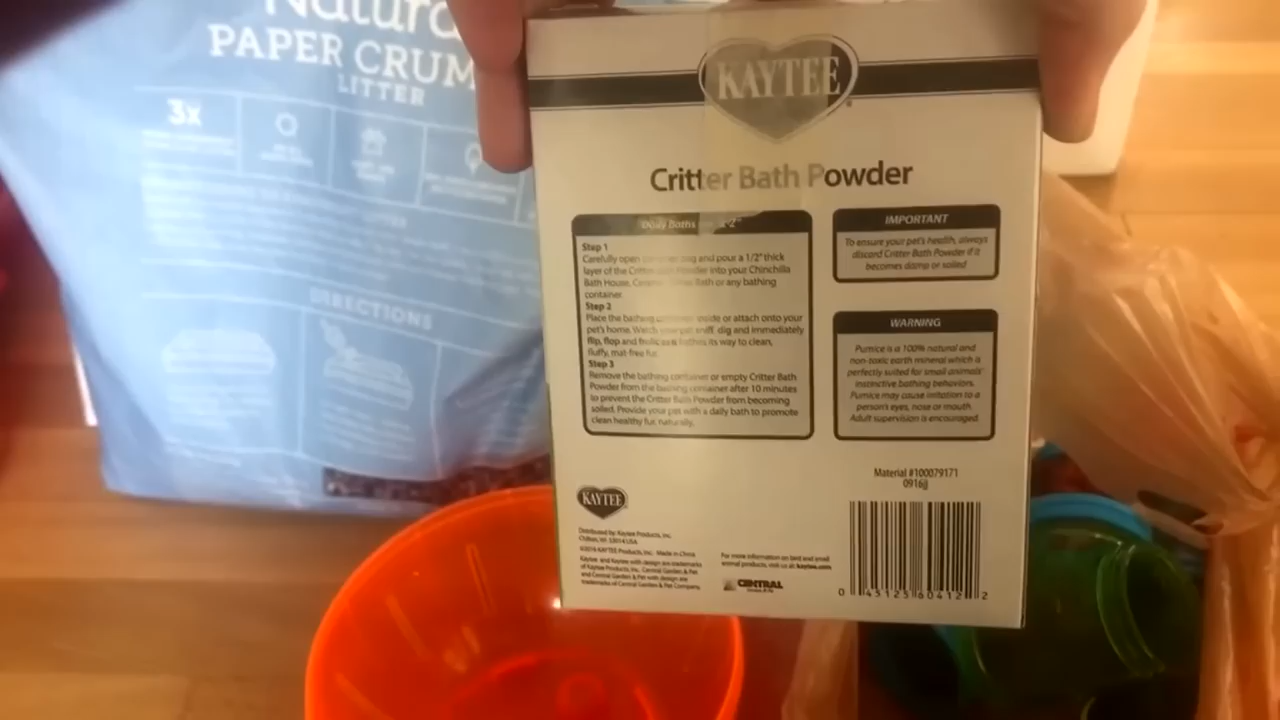 Natura
PAPER CRUM
LITTER
3x
DIRECTIONS
KAYTEE
Critter Bath Powder
Daily Baths
Step 1
Carefully open bag and pour a 1/2" thick
layer of the Critter Powder into your Chinchilla
Bath House, Bath or any bathing
container.
Step 2
Place the bathing container inside or attach onto your
pet's home. Watch your pet sniff, dig and immediately
flip, flop and frolic as it bathes its way to clean,
fluffy, mat-free fur.
Step 3
Remove the bathing container or empty Critter Bath
Powder from the bathing container after 10 minutes
to prevent the Critter Bath Powder from becoming
soiled. Provide your pet with a daily bath to promote
clean healthy fur, naturally.
IMPORTANT
To ensure your pet's health, always
discard Critter Bath Powder if it
becomes damp or soiled
WARNING
Pumice is a 100% natural and
non-toxic earth mineral which is
perfectly suited for small animals'
instinctive bathing behaviors.
Pumice may cause irritation to a
person's eyes, nose or mouth.
Adult supervision is encouraged.
Material #100079171
0916jj
KAYTEE
Distributed by: Kaytee Products, Inc.
Chilton, WI 53014 USA
©2016 KAYTEE Products, Inc. Made in China
Kaytee and Kaytee with design are trademarks
of Kaytee Products, Inc. Central Garden & Pet
and Central Garden & Pet with design are
trademarks of Central Garden & Pet Company.
For more information on bird and small
animal products, visit us at kaytee.com
CENTRAL
0 45125 60412 2